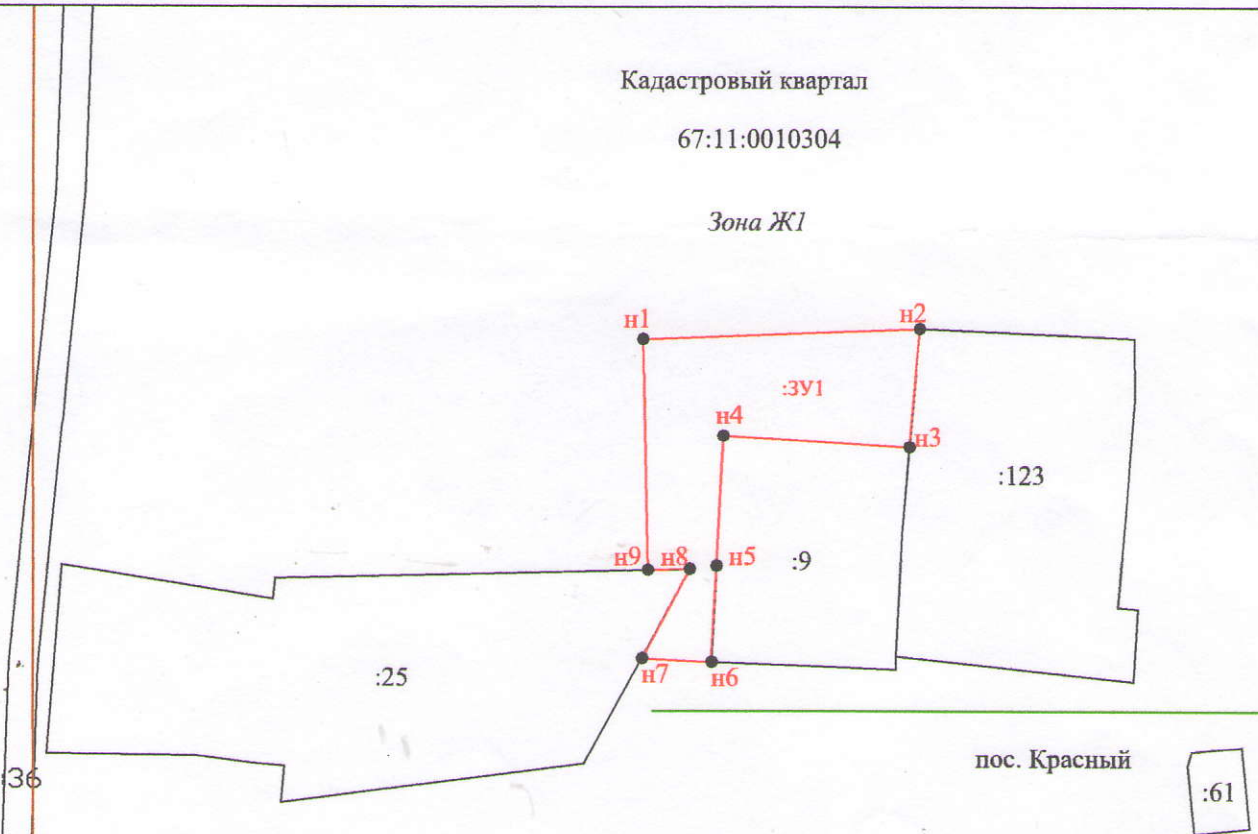 Кадастровый квартал
67:11:0010304
Зона Ж1
н1
н2
:ЗУ1
н4
н3
:123
н9
н8
н5
:9
:25
н7
н6
пос. Красный
:36
:61